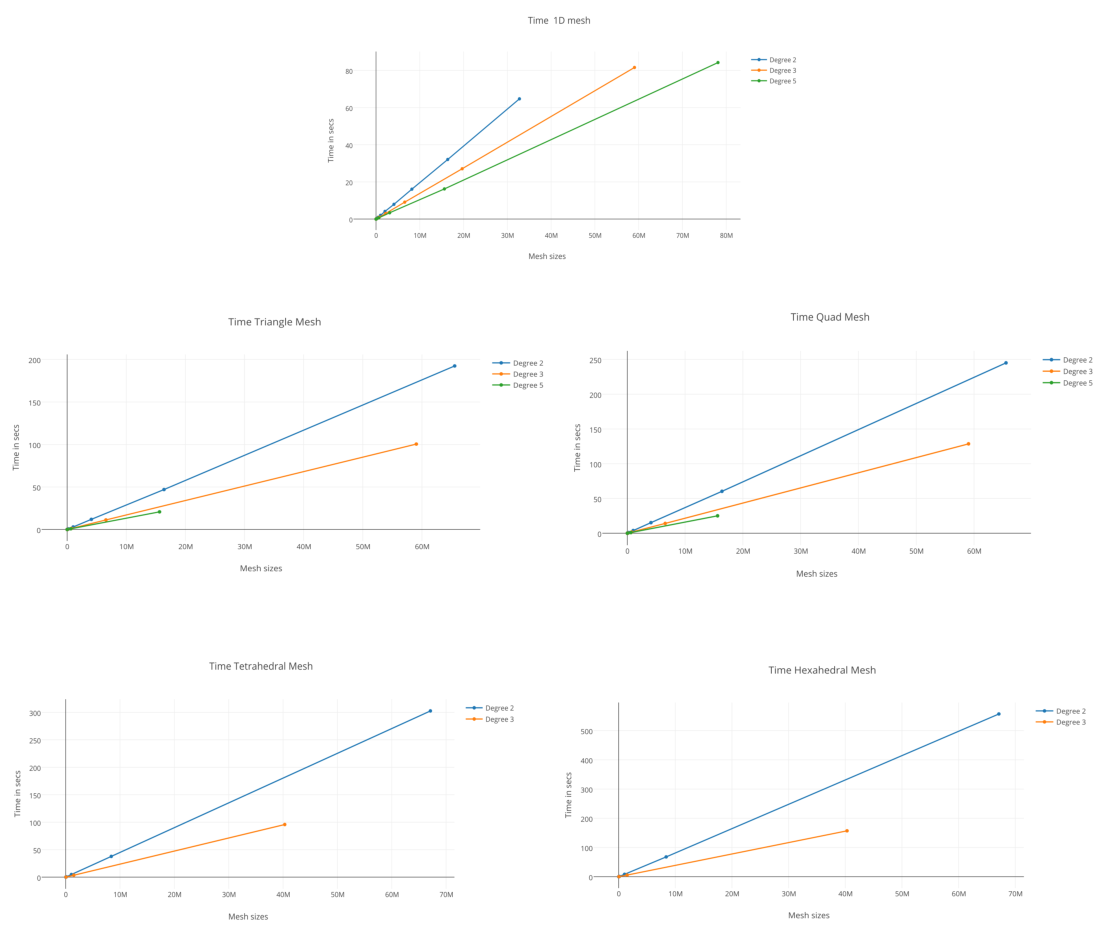 Time 1D mesh
Degree 2
Degree 3
Degree 5
80
60
40
20
0
Time in secs
0 10M 20M 30M 40M 50M 60M 70M 80M
Mesh sizes
Time Triangle Mesh
Degree 2
Degree 3
Degree 5
200
150
100
50
0
Time in secs
0 10M 20M 30M 40M 50M 60M
Mesh sizes
Time Quad Mesh
Degree 2
Degree 3
Degree 5
250
200
150
100
50
0
Time in secs
0 10M 20M 30M 40M 50M 60M
Mesh sizes
Time Tetrahedral Mesh
Degree 2
Degree 3
300
250
200
150
100
50
0
Time in secs
0 10M 20M 30M 40M 50M 60M 70M
Mesh sizes
Time Hexahedral Mesh
Degree 2
Degree 3
500
400
300
200
100
0
Time in secs
0 10M 20M 30M 40M 50M 60M 70M
Mesh sizes